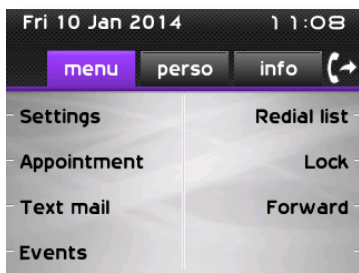 Fri 10 Jan 2014 11:08
menu perso info
Settings Redial list
Appointment Lock
Text mail Forward
Events